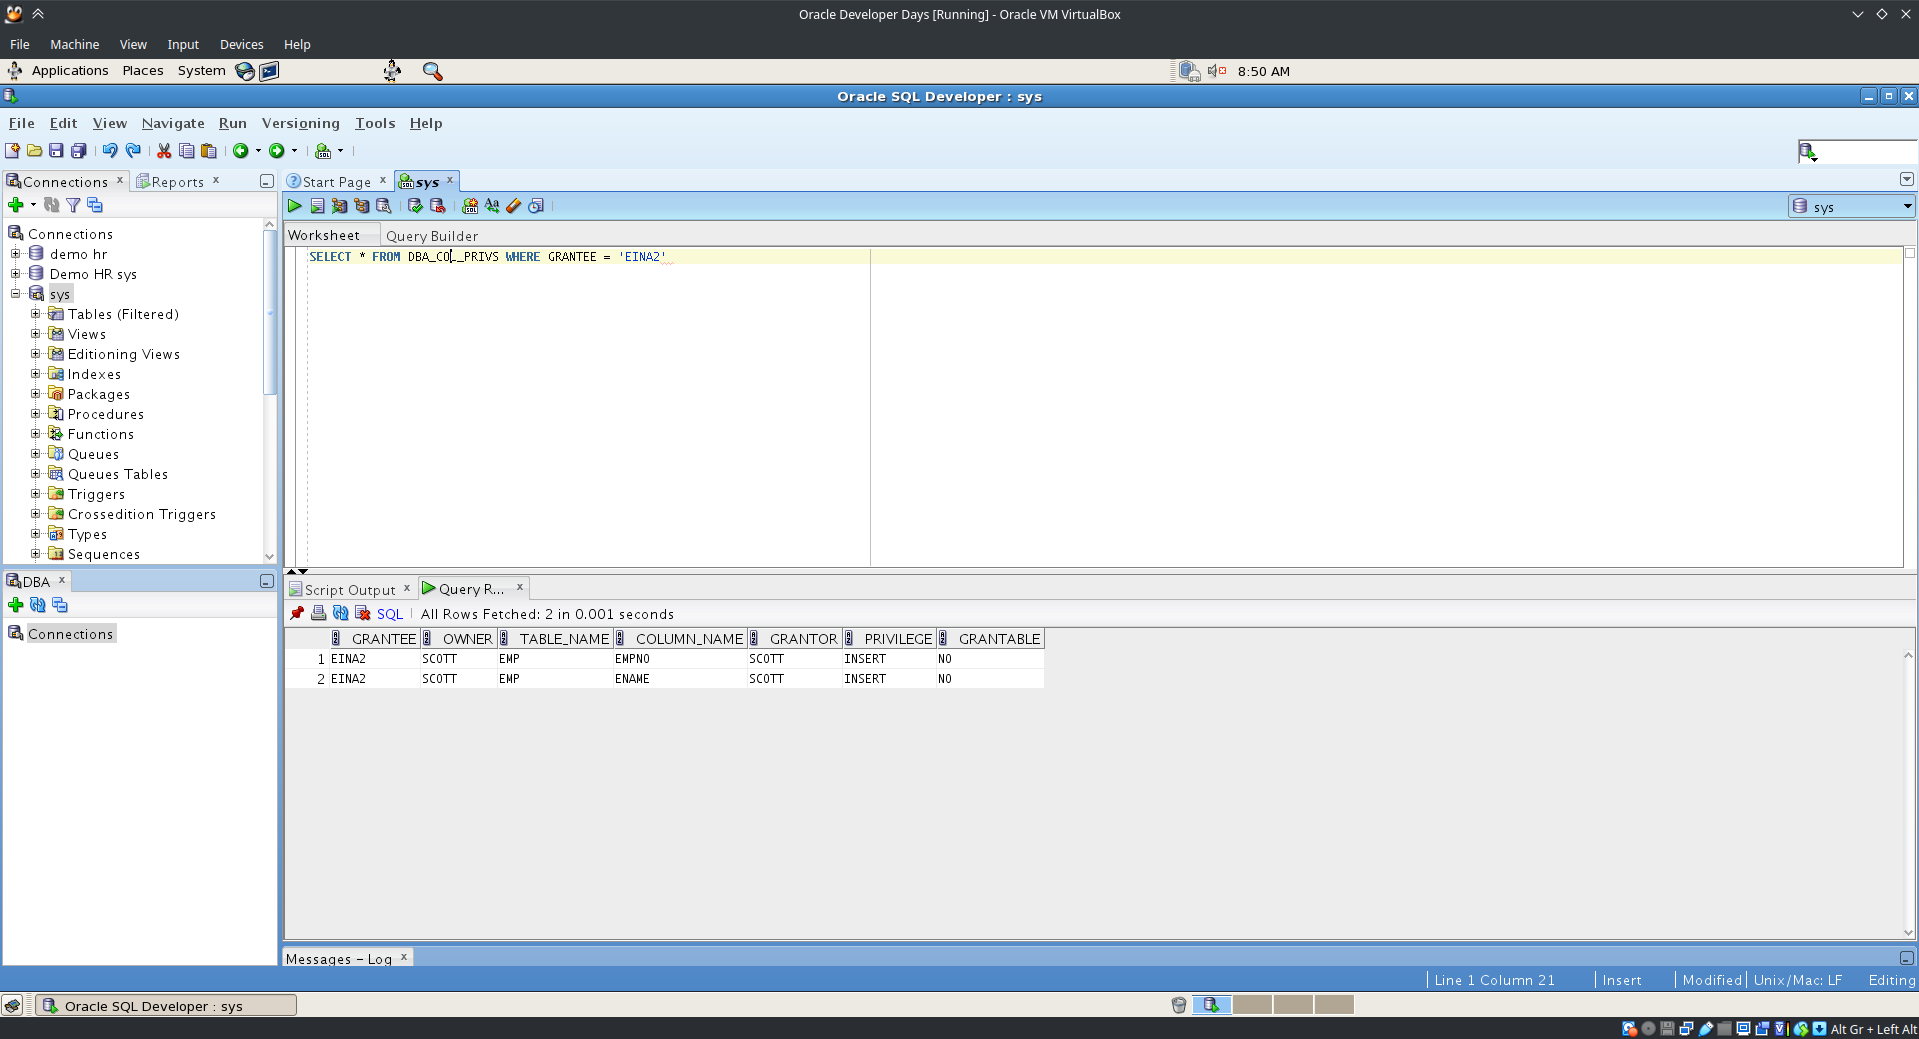 Oracle Developer Days [Running] - Oracle VM VirtualBox
File Machine View Input Devices Help
Applications Places System 8:50 AM
Oracle SQL Developer : sys
File Edit View Navigate Run Versioning Tools Help
Connections Reports
Start Page sys
sys
Worksheet Query Builder
SELECT * FROM DBA_COL_PRIVS WHERE GRANTEE = 'EINA2'
Connections
demo hr
Demo HR sys
sys
Tables (Filtered)
Views
Editioning Views
Indexes
Packages
Procedures
Functions
Queues
Queues Tables
Triggers
Crossedition Triggers
Types
Sequences
DBA
Connections
Script Output Query R...
SQL All Rows Fetched: 2 in 0.001 seconds
GRANTEE OWNER TABLE_NAME COLUMN_NAME GRANTOR PRIVILEGE GRANTABLE
1 EINA2 SCOTT EMP EMPNO SCOTT INSERT NO
2 EINA2 SCOTT EMP ENAME SCOTT INSERT NO
Messages - Log
Line 1 Column 21 Insert Modified Unix/Mac: LF Editing
Oracle SQL Developer : sys
Alt Gr + Left Alt